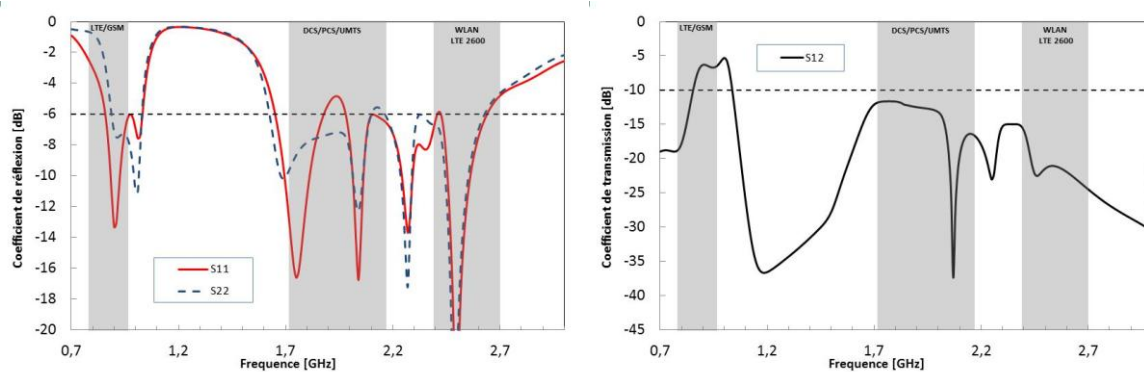 LTE/GSM
DCS/PCS/UMTS
WLAN
LTE 2600
0
-2
-4
-6
-8
-10
-12
-14
-16
-18
-20
Coefficient de réflexion [dB]
S11
S22
0,7
1,2
1,7
2,2
2,7
Frequence [GHz]
LTE/GSM
DCS/PCS/UMTS
WLAN
LTE 2600
0
-5
-10
-15
-20
-25
-30
-35
-40
-45
Coefficient de transmission [dB]
S12
0,7
1,2
1,7
2,2
2,7
Frequence [GHz]